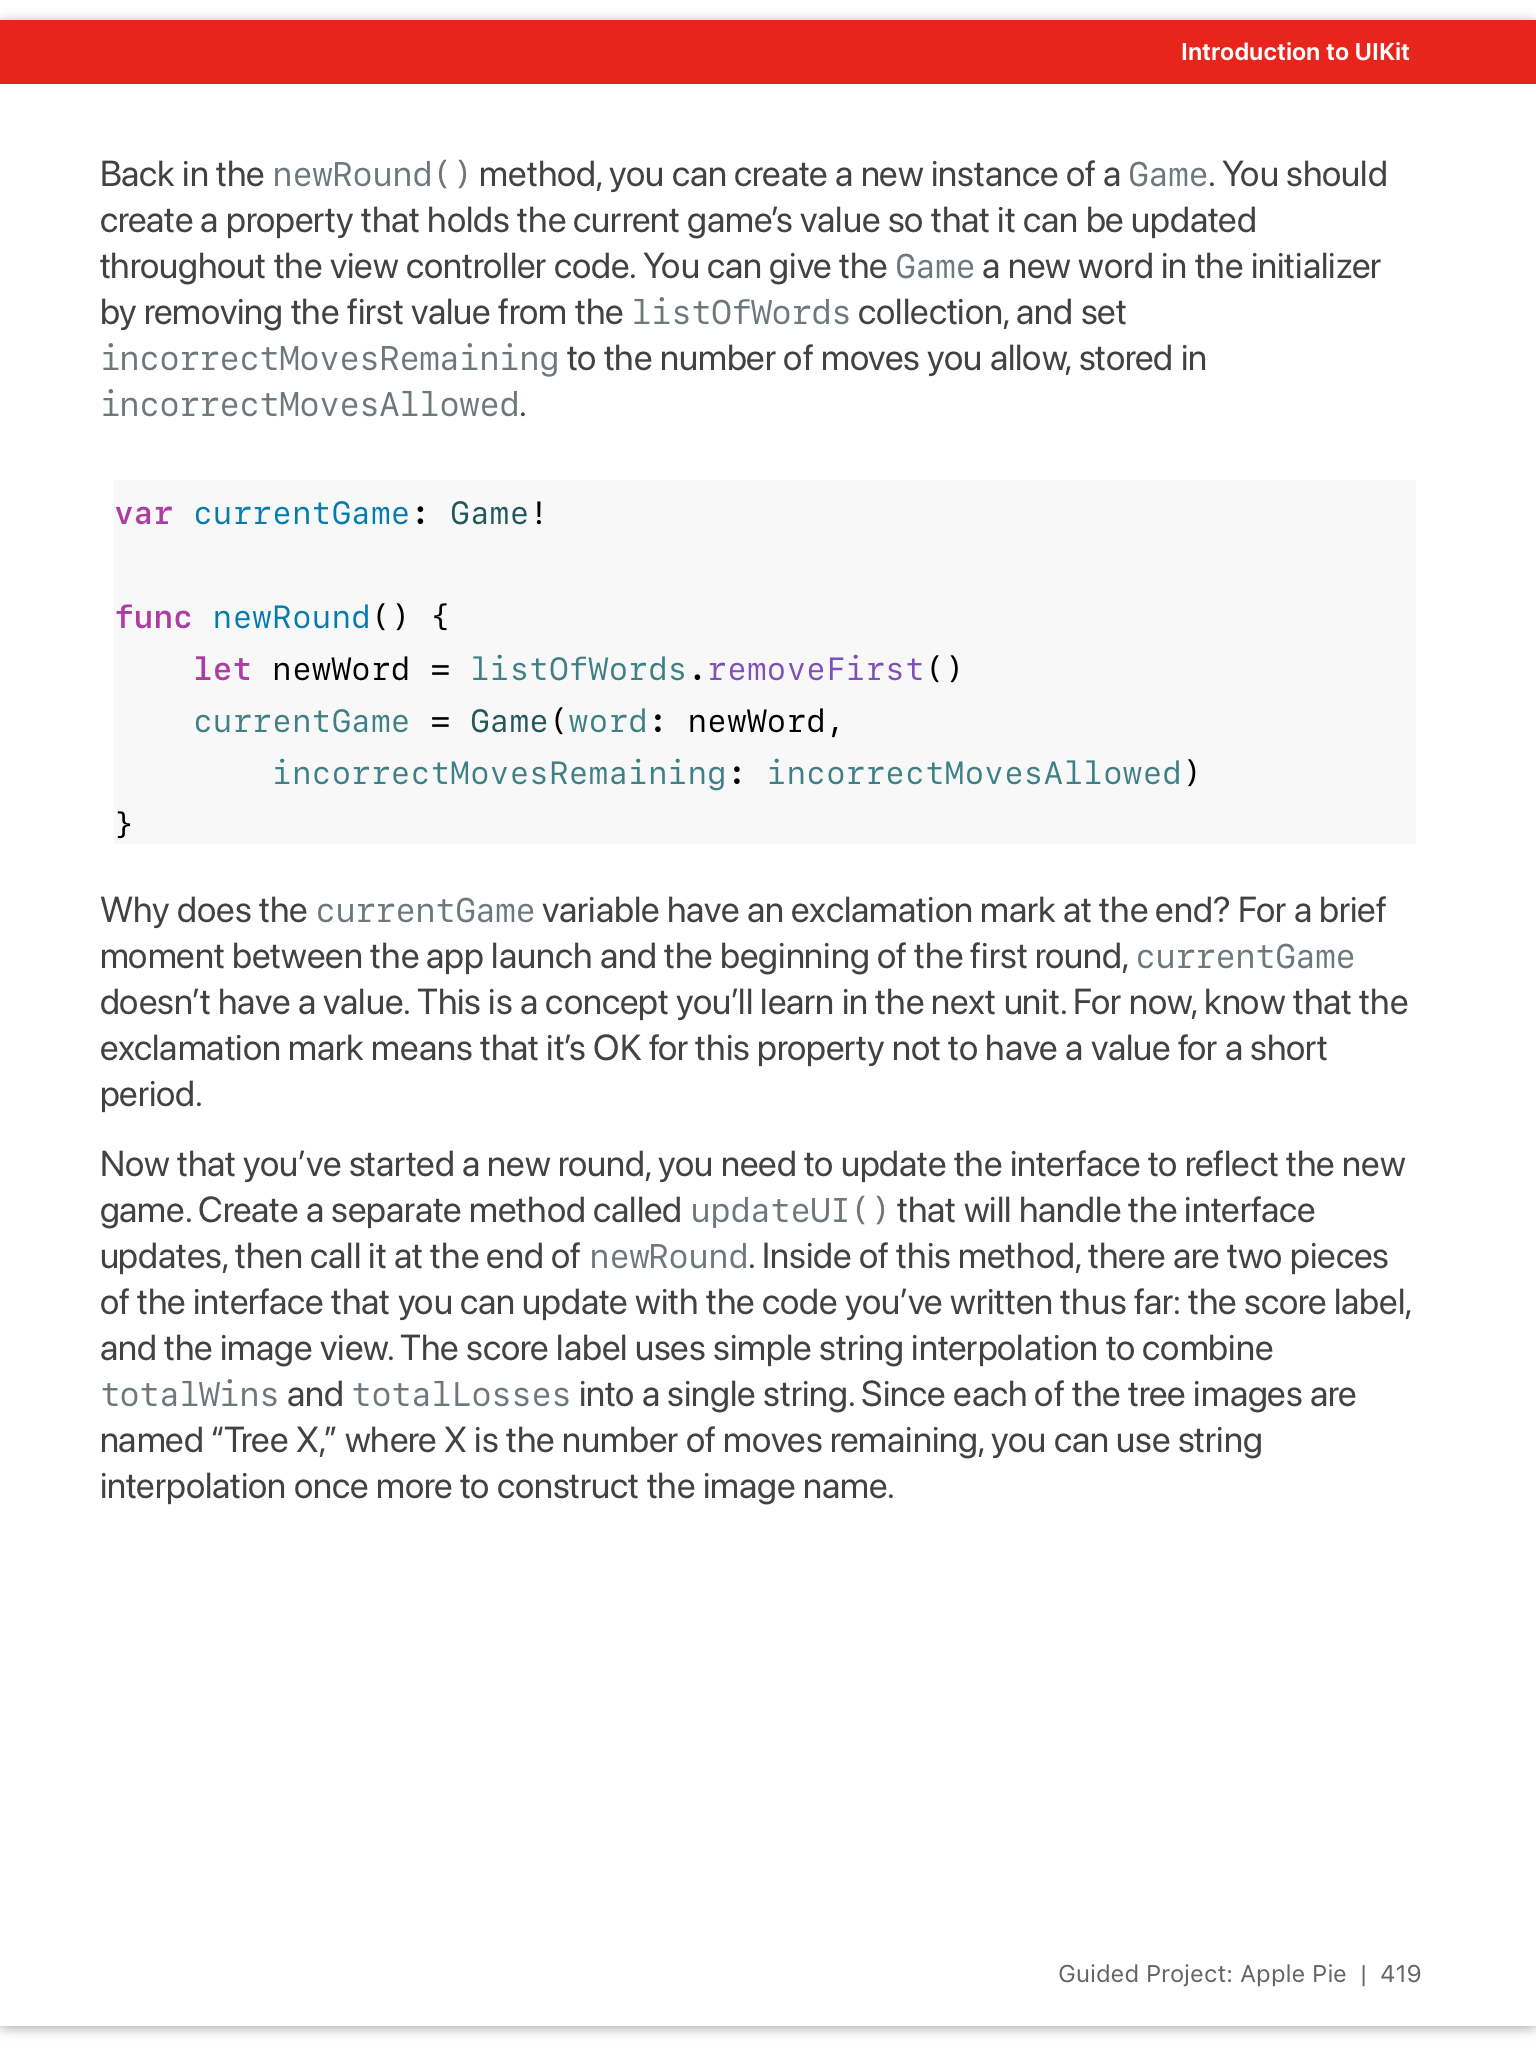 Introduction to UIKit
Back in the newRound() method, you can create a new instance of a Game. You should
create a property that holds the current game’s value so that it can be updated
throughout the view controller code. You can give the Game a new word in the initializer
by removing the first value from the listOfWords collection, and set
incorrectMovesRemaining to the number of moves you allow, stored in
incorrectMovesAllowed.
var currentGame: Game!
func newRound() {
    let newWord = listOfWords.removeFirst()
    currentGame = Game(word: newWord,
        incorrectMovesRemaining: incorrectMovesAllowed)
}
Why does the currentGame variable have an exclamation mark at the end? For a brief
moment between the app launch and the beginning of the first round, currentGame
doesn’t have a value. This is a concept you’ll learn in the next unit. For now, know that the
exclamation mark means that it’s OK for this property not to have a value for a short
period.
Now that you’ve started a new round, you need to update the interface to reflect the new
game. Create a separate method called updateUI() that will handle the interface
updates, then call it at the end of newRound. Inside of this method, there are two pieces
of the interface that you can update with the code you’ve written thus far: the score label,
and the image view. The score label uses simple string interpolation to combine
totalWins and totalLosses into a single string. Since each of the tree images are
named “Tree X,” where X is the number of moves remaining, you can use string
interpolation once more to construct the image name.
Guided Project: Apple Pie | 419